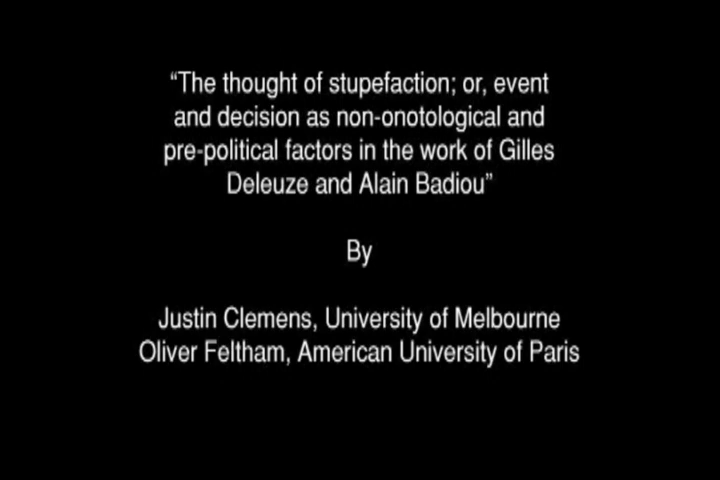 “The thought of stupefaction; or, event
and decision as non-onotological and
pre-political factors in the work of Gilles
Deleuze and Alain Badiou”
By
Justin Clemens, University of Melbourne
Oliver Feltham, American University of Paris